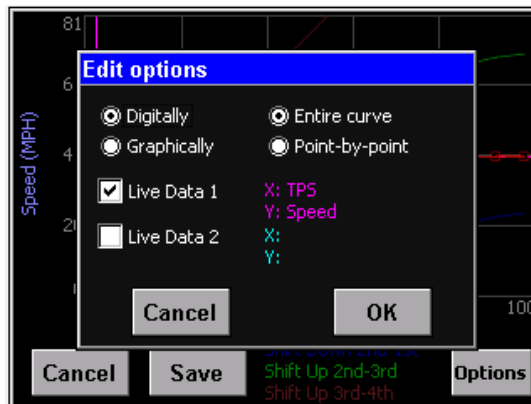 81
Edit options
Digitally
Entire curve
Graphically
Point-by-point
Live Data 1
X: TPS
Y: Speed
Live Data 2
X:
Y:
Cancel
OK
Speed (MPH)
6
4
2
100
Shift Up 2nd-3rd
Shift Up 3rd-4th
Cancel
Save
Options